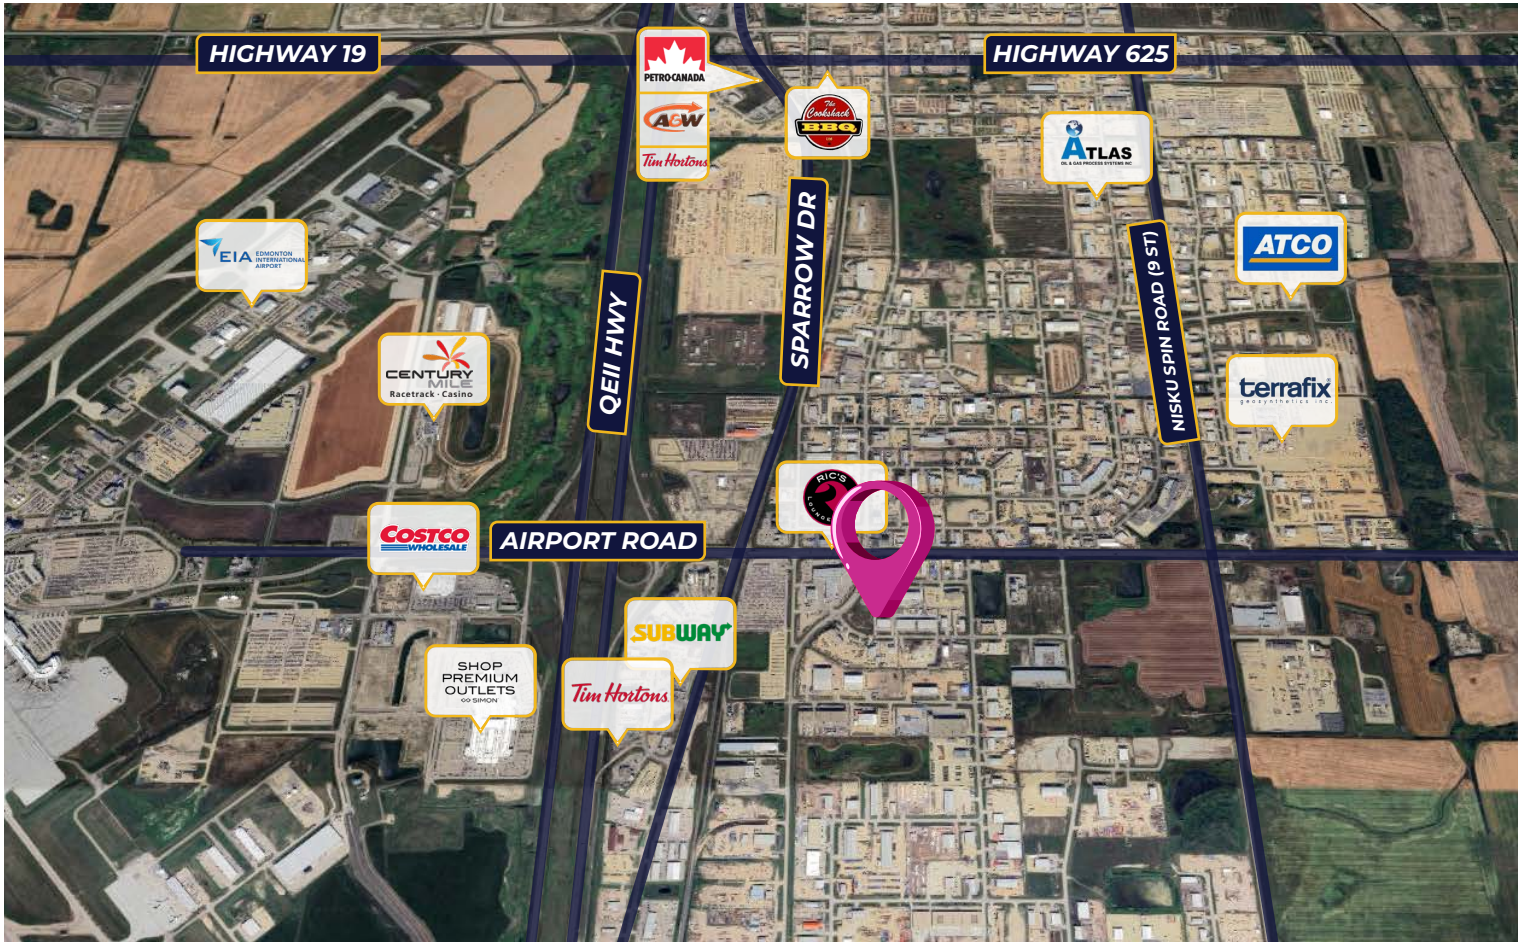 HIGHWAY 19
HIGHWAY 625
PETRO-CANADA
A&W
Tim Hortons
The
Cookshack
BBQ
ATLAS
OIL & GAS PROCESS SYSTEMS INC
SPARROW DR
NISKU SPIN ROAD (9 ST)
ATCO
EIA EDMONTON
INTERNATIONAL
AIRPORT
QEII HWY
CENTURY
MILE
Racetrack · Casino
terrafix
geosynthetics inc.
RIC'S
LOUNGE
COSTCO
WHOLESALE
AIRPORT ROAD
SUBWAY
SHOP
PREMIUM
OUTLETS
SIMON
Tim Hortons